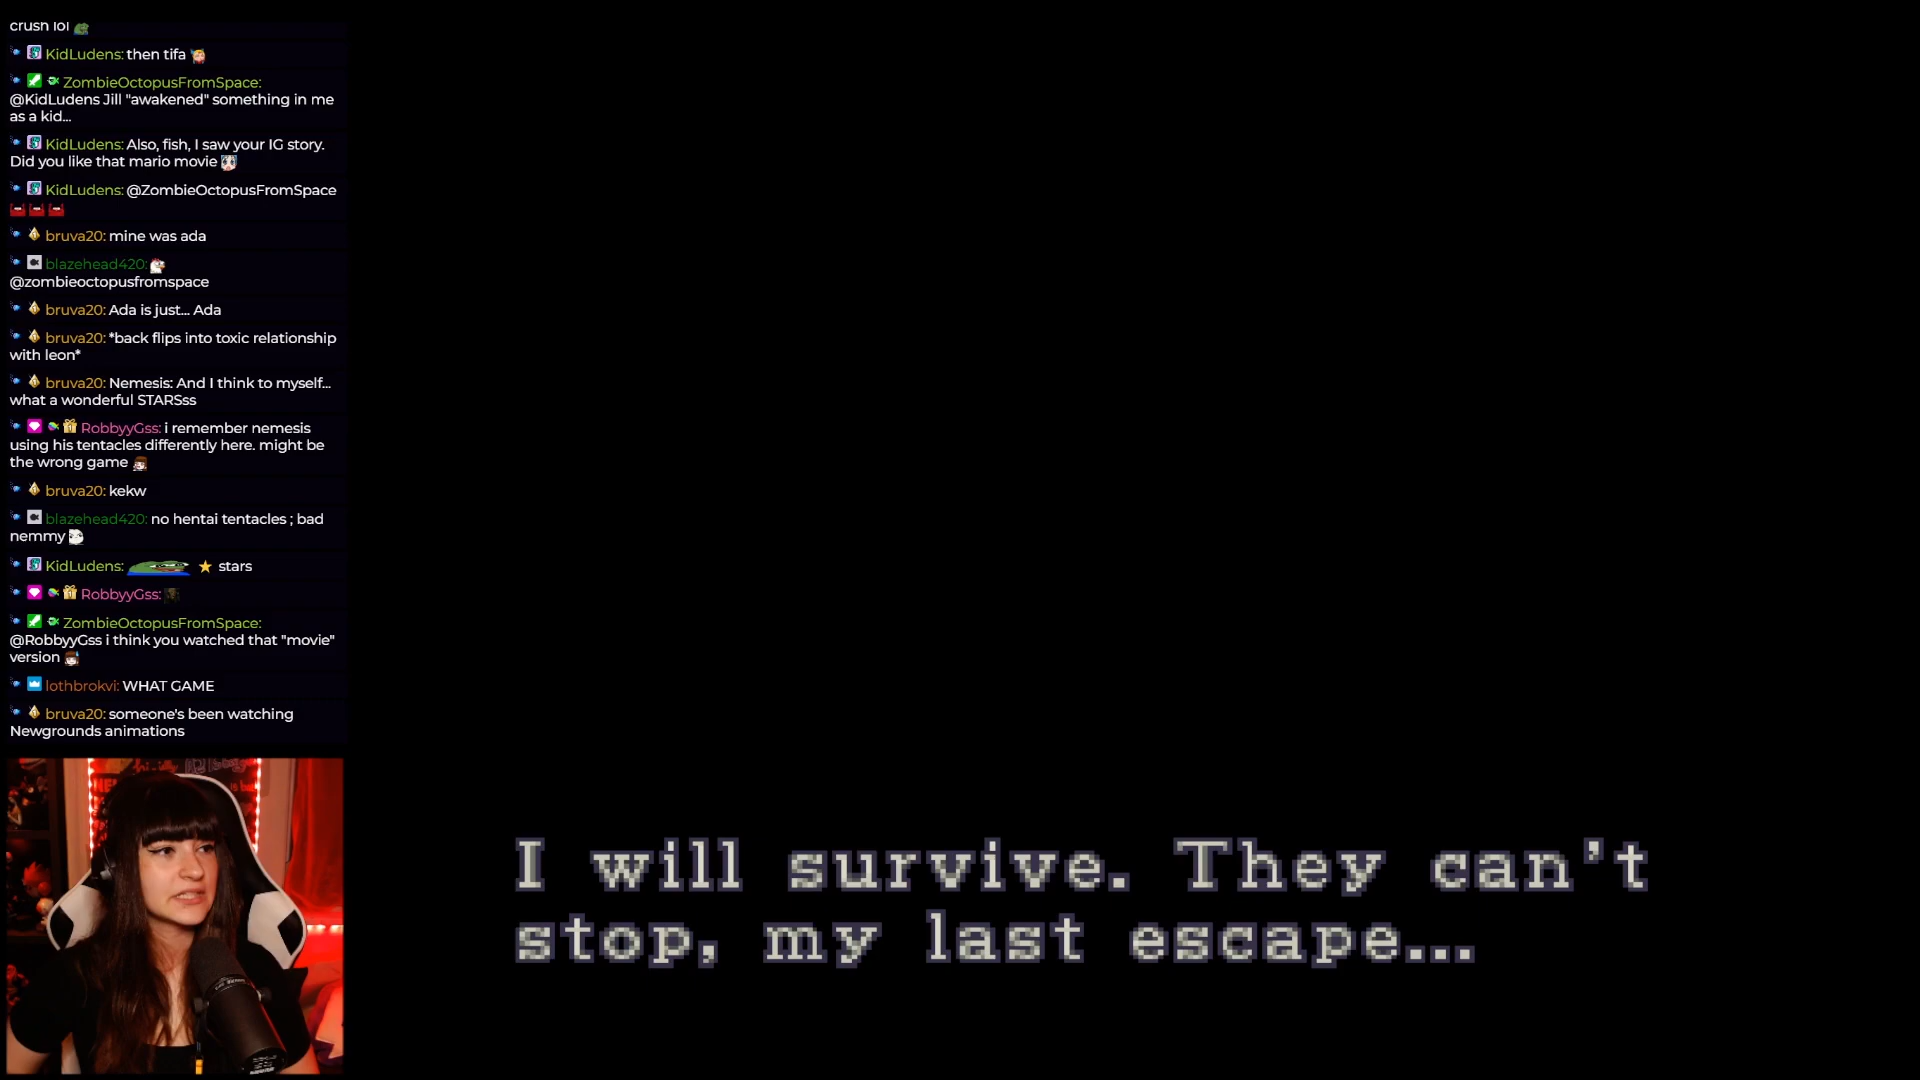 crush lol
KidLudens: then tifa
ZombieOctopusFromSpace:
@KidLudens Jill "awakened" something in me
as a kid...
KidLudens: Also, fish, I saw your IG story.
Did you like that mario movie
KidLudens: @ZombieOctopusFromSpace
bruva20: mine was ada
blazehead420:
@zombieoctopusfromspace
bruva20: Ada is just... Ada
bruva20: *back flips into toxic relationship
with leon*
bruva20: Nemesis: And I think to myself...
what a wonderful STARSss
RobbyyGss: i remember nemesis
using his tentacles differently here. might be
the wrong game
bruva20: kekw
blazehead420: no hentai tentacles ; bad
nemmy
KidLudens: stars
RobbyyGss:
ZombieOctopusFromSpace:
@RobbyyGss i think you watched that "movie"
version
lothbrokvi: WHAT GAME
bruva20: someone's been watching
Newgrounds animations
I will survive. They can't
stop, my last escape...